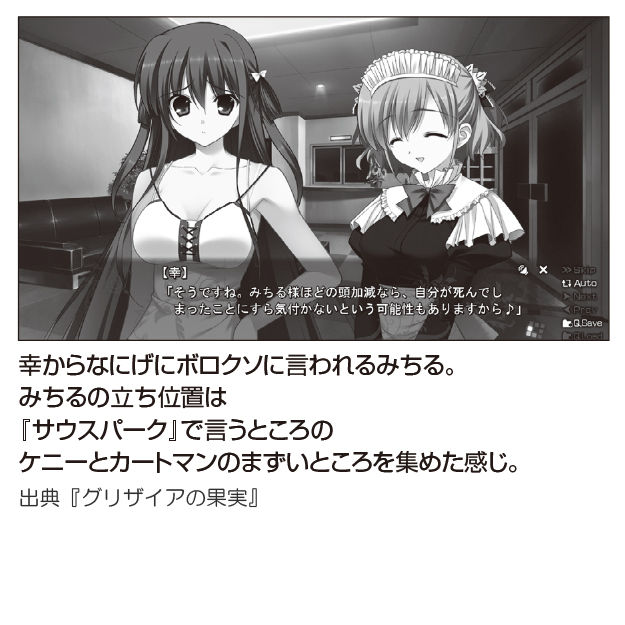 【幸】
「そうですね。みちる様ほどの頭加減なら、自分が死んでし
まったことにすら気付かないという可能性もありますから♪」
Skip
Auto
Next
Prev
Q.Save
Q.Load
幸からなにげにボロクソに言われるみちる。
みちるの立ち位置は
『サウスパーク』で言うところの
ケニーとカートマンのまずいところを集めた感じ。
出典『グリザイアの果実』